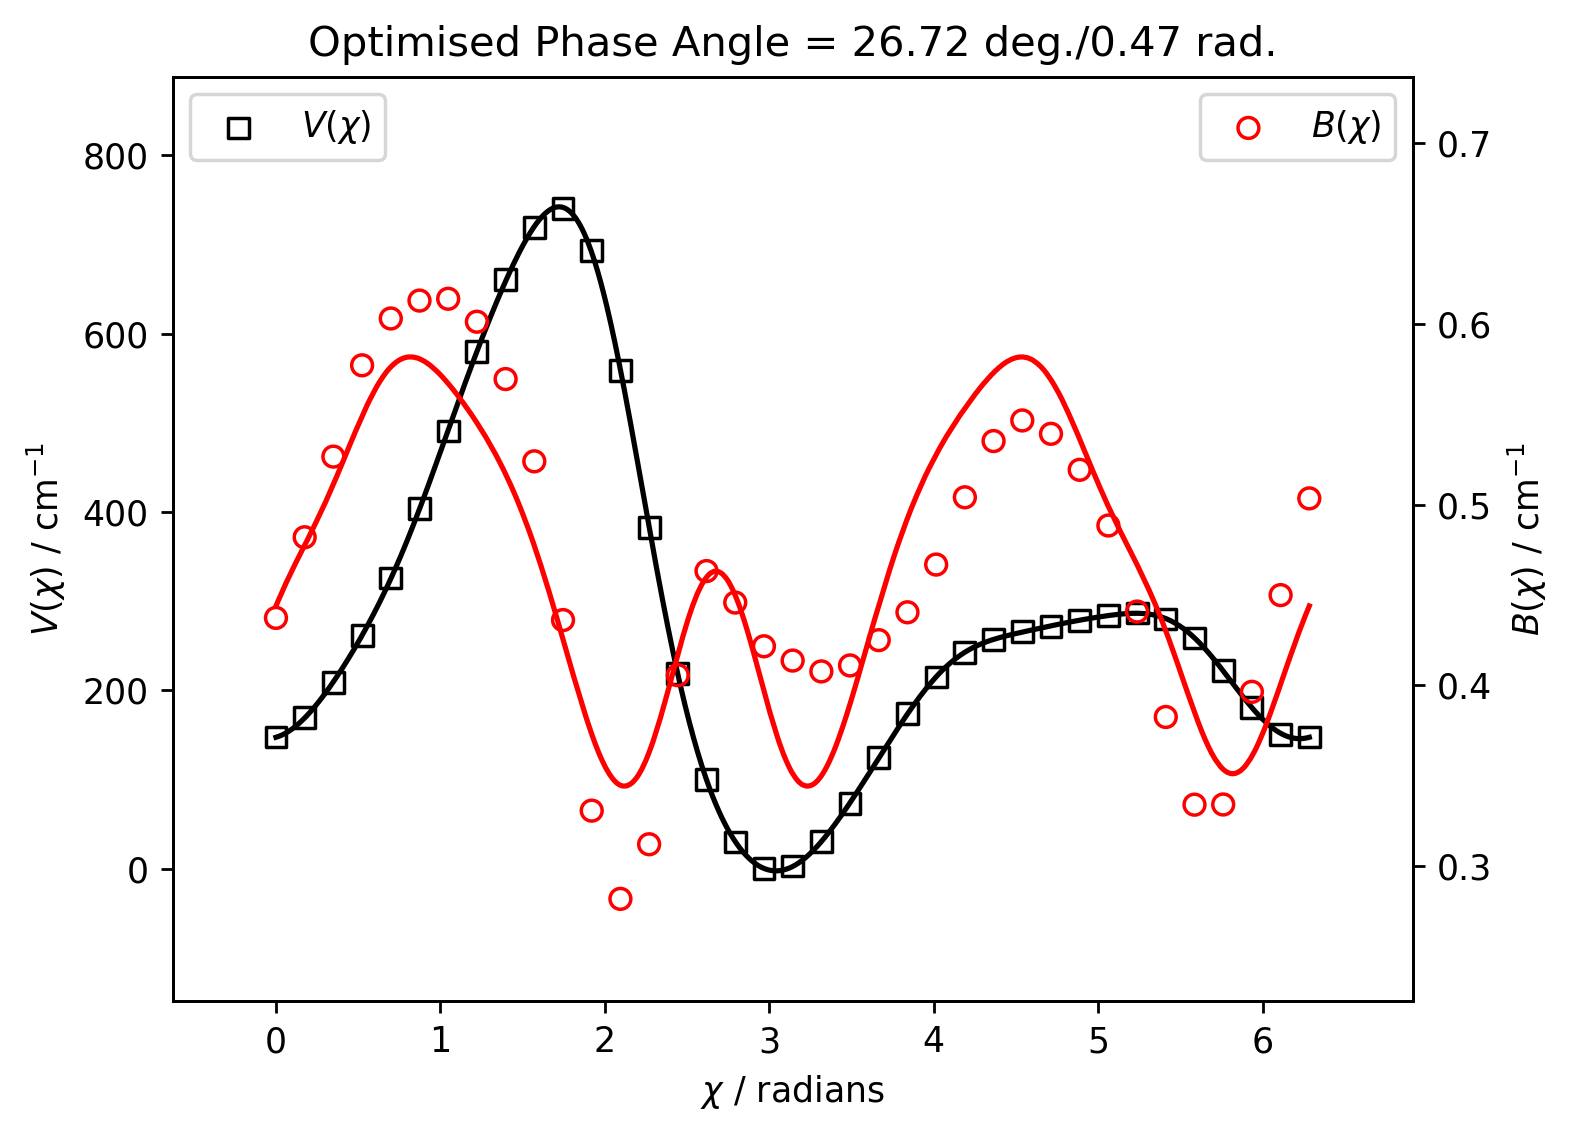 Optimised Phase Angle = 26.72 deg./0.47 rad.
V(χ)
B(χ)
800
600
400
200
0
V(χ) / cm⁻¹
0.7
0.6
0.5
0.4
0.3
B(χ) / cm⁻¹
0 1 2 3 4 5 6
χ / radians